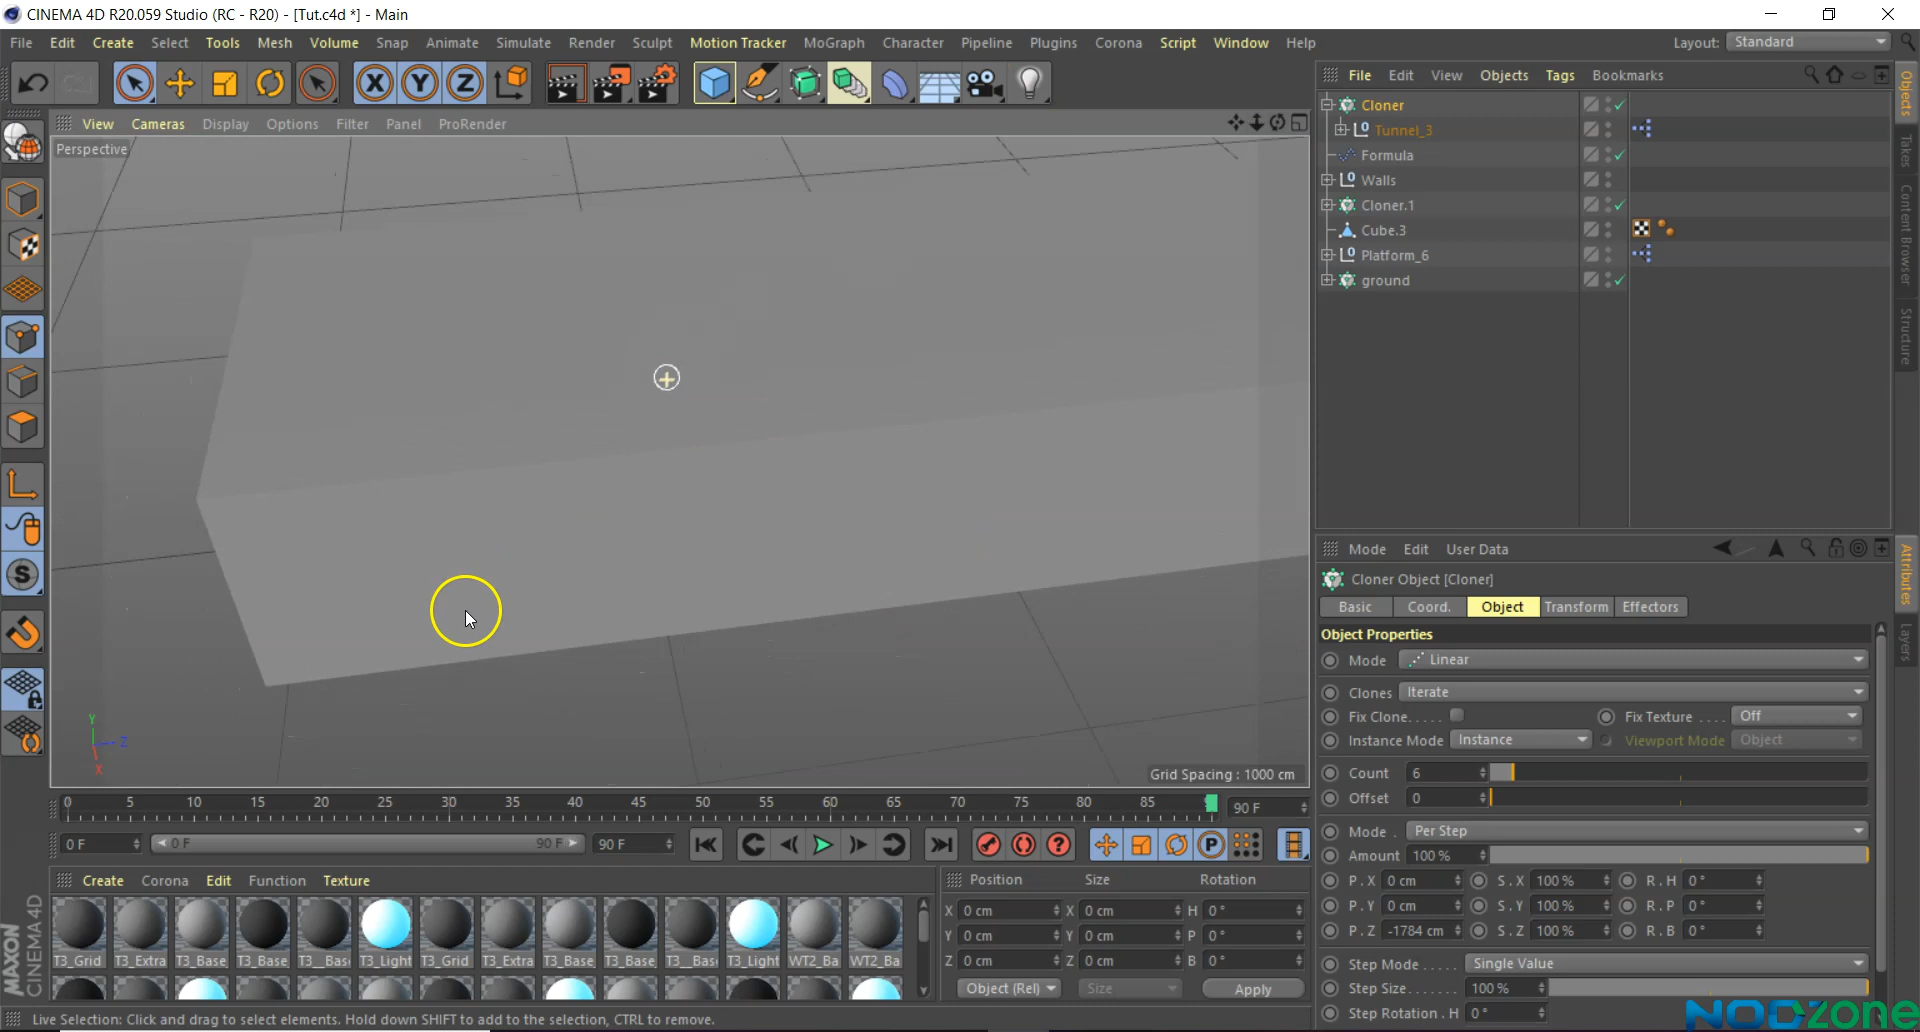 CINEMA 4D R20.059 Studio (RC - R20) - [Tut.c4d *] - Main
File Edit Create Select Tools Mesh Volume Snap Animate Simulate Render Sculpt Motion Tracker MoGraph Character Pipeline Plugins Corona Script Window Help
Layout: Standard
File Edit View Objects Tags Bookmarks
View Cameras Display Options Filter Panel ProRender
Perspective
Cloner
Tunnel_3
Formula
Walls
Cloner.1
Cube.3
Platform_6
ground
Objects
Takes
Content Browser
Structure
Mode Edit User Data
Cloner Object [Cloner]
Basic Coord. Object Transform Effectors
Object Properties
Mode Linear
Clones Iterate
Fix Clone..... Fix Texture .... Off
Instance Mode Instance Viewport Mode Object
Count 6
Offset 0
Mode . Per Step
Amount 100 %
P . X 0 cm S . X 100 % R . H 0 °
P . Y 0 cm S . Y 100 % R . P 0 °
P . Z -1784 cm S . Z 100 % R . B 0 °
Step Mode ..... Single Value
Step Size....... 100 %
Step Rotation . H 0 °
Attributes
Layers
Y
Z
X
Grid Spacing : 1000 cm
0 5 10 15 20 25 30 35 40 45 50 55 60 65 70 75 80 85 90 F
0 F 0 F 90 F 90 F
Create Corona Edit Function Texture
T3_Grid T3_Extra T3_Base T3_Base T3__Base T3_Light T3_Grid T3_Extra T3_Base T3_Base T3__Base T3_Light WT2_Ba WT2_Ba
Position Size Rotation
X 0 cm X 0 cm H 0 °
Y 0 cm Y 0 cm P 0 °
Z 0 cm Z 0 cm B 0 °
Object (Rel) Size Apply
MAXON
CINEMA 4D
Live Selection: Click and drag to select elements. Hold down SHIFT to add to the selection, CTRL to remove.